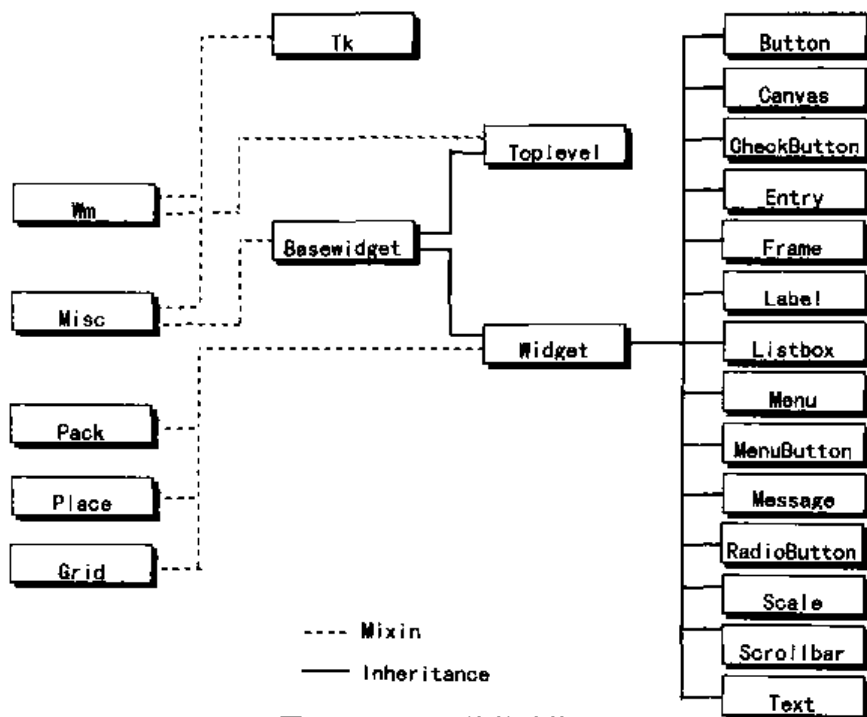 Tk
Toplevel
Wm
Basewidget
Misc
Widget
Pack
Place
Grid
Button
Canvas
CheckButton
Entry
Frame
Label
Listbox
Menu
MenuButton
Message
RadioButton
Scale
Scrollbar
Text
Mixin
Inheritance